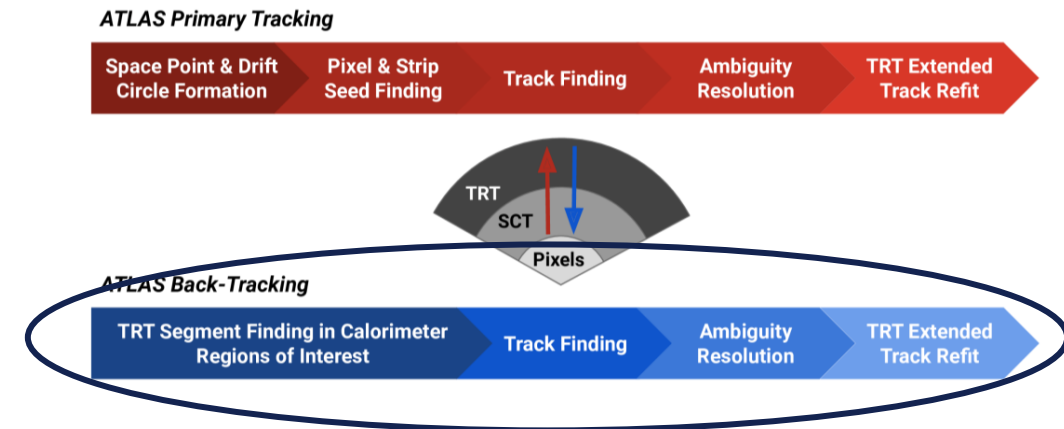 ATLAS Primary Tracking
Space Point & Drift
Circle Formation
Pixel & Strip
Seed Finding
Track Finding
Ambiguity
Resolution
TRT Extended
Track Refit
TRT
SCT
Pixels
ATLAS Back-Tracking
TRT Segment Finding in Calorimeter
Regions of Interest
Track Finding
Ambiguity
Resolution
TRT Extended
Track Refit